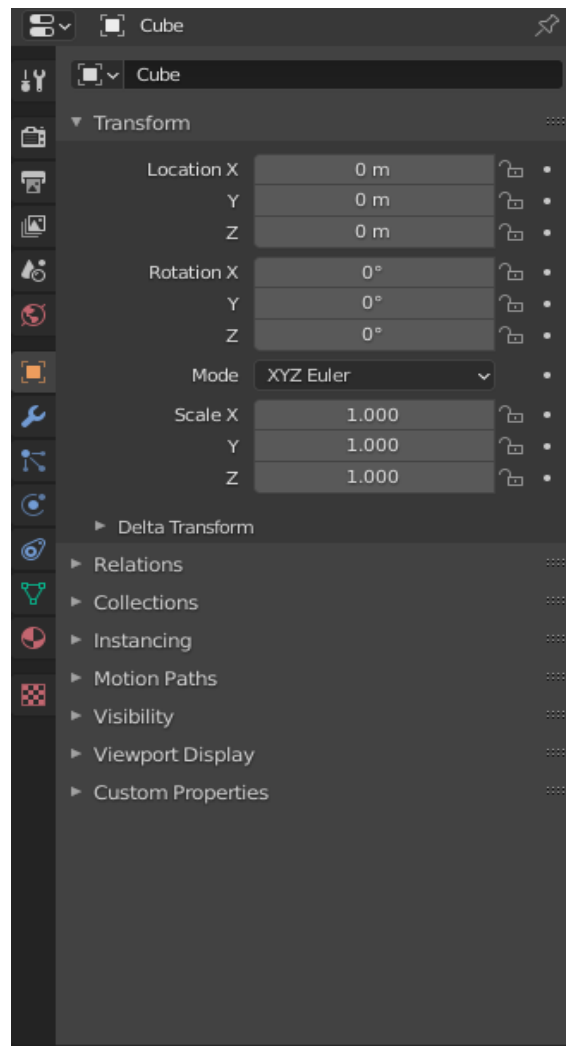 Cube
Cube
Transform
Location X 0 m
Y 0 m
Z 0 m
Rotation X 0°
Y 0°
Z 0°
Mode XYZ Euler
Scale X 1.000
Y 1.000
Z 1.000
Delta Transform
Relations
Collections
Instancing
Motion Paths
Visibility
Viewport Display
Custom Properties